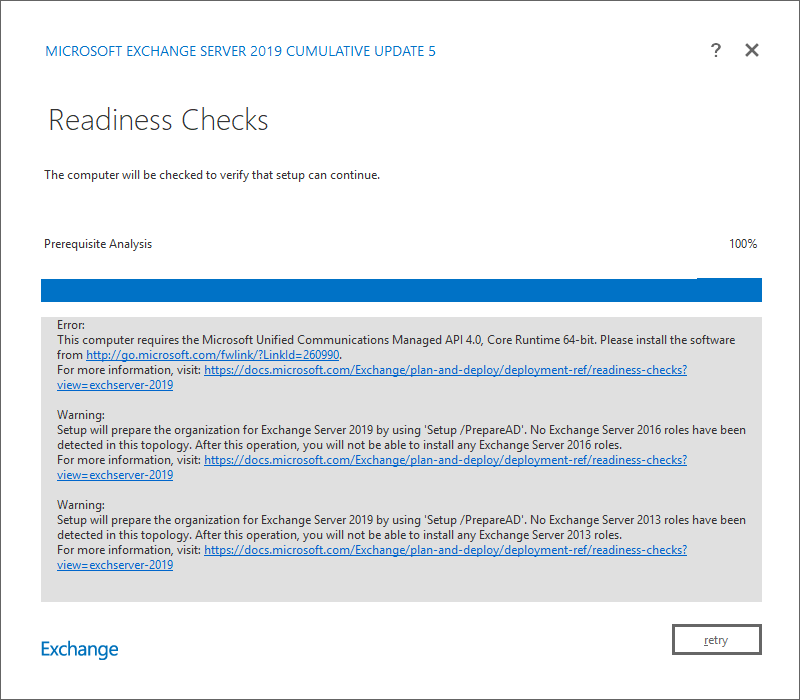 MICROSOFT EXCHANGE SERVER 2019 CUMULATIVE UPDATE 5
?
Readiness Checks
The computer will be checked to verify that setup can continue.
Prerequisite Analysis 100%
Error:
This computer requires the Microsoft Unified Communications Managed API 4.0, Core Runtime 64-bit. Please install the software
from http://go.microsoft.com/fwlink/?LinkId=260990.
For more information, visit: https://docs.microsoft.com/Exchange/plan-and-deploy/deployment-ref/readiness-checks?
view=exchserver-2019
Warning:
Setup will prepare the organization for Exchange Server 2019 by using 'Setup /PrepareAD'. No Exchange Server 2016 roles have been
detected in this topology. After this operation, you will not be able to install any Exchange Server 2016 roles.
For more information, visit: https://docs.microsoft.com/Exchange/plan-and-deploy/deployment-ref/readiness-checks?
view=exchserver-2019
Warning:
Setup will prepare the organization for Exchange Server 2019 by using 'Setup /PrepareAD'. No Exchange Server 2013 roles have been
detected in this topology. After this operation, you will not be able to install any Exchange Server 2013 roles.
For more information, visit: https://docs.microsoft.com/Exchange/plan-and-deploy/deployment-ref/readiness-checks?
view=exchserver-2019
Exchange
retry